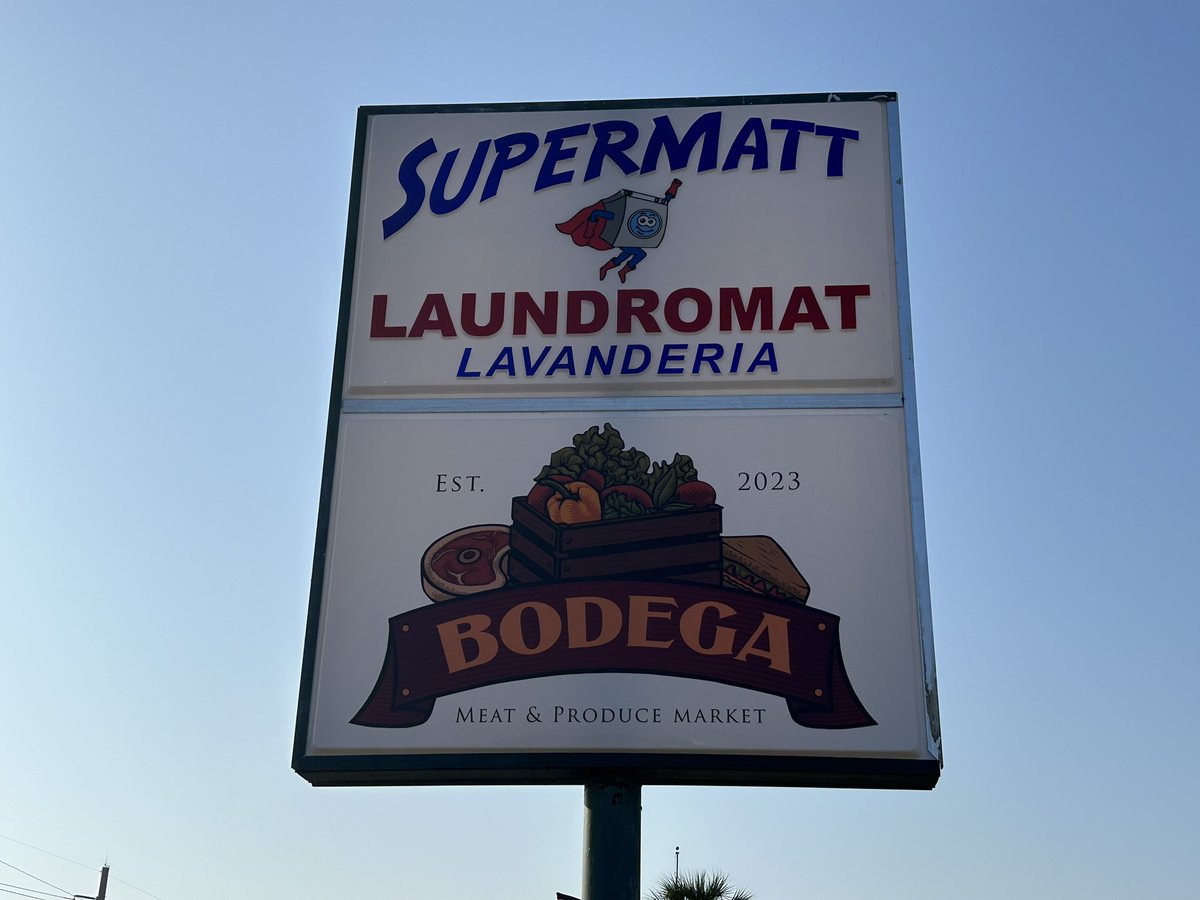 SUPERMATT
LAUNDROMAT
LAVANDERIA
EST. 2023
BODEGA
MEAT & PRODUCE MARKET